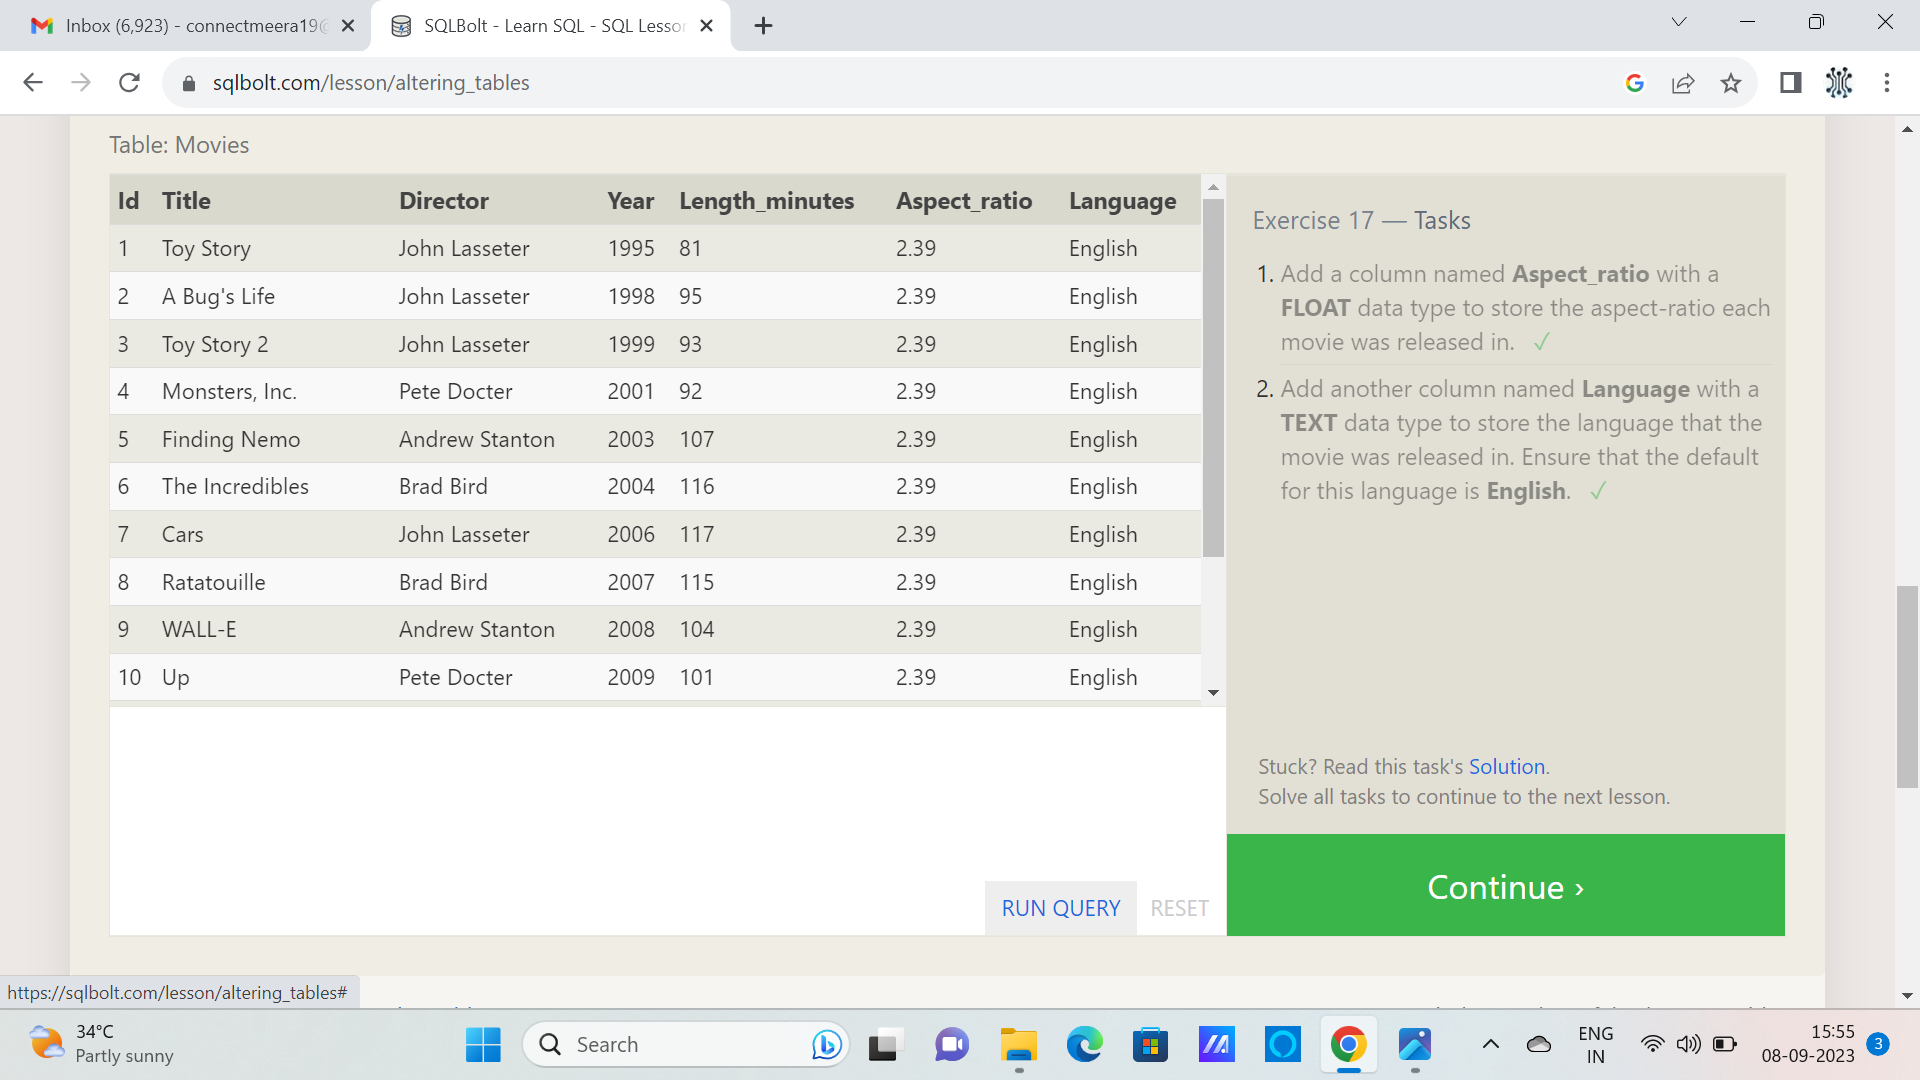 Inbox (6,923) - connectmeera19@
SQLBolt - Learn SQL - SQL Lesson
sqlbolt.com/lesson/altering_tables
Table: Movies
Id Title Director Year Length_minutes Aspect_ratio Language
1 Toy Story John Lasseter 1995 81 2.39 English
2 A Bug's Life John Lasseter 1998 95 2.39 English
3 Toy Story 2 John Lasseter 1999 93 2.39 English
4 Monsters, Inc. Pete Docter 2001 92 2.39 English
5 Finding Nemo Andrew Stanton 2003 107 2.39 English
6 The Incredibles Brad Bird 2004 116 2.39 English
7 Cars John Lasseter 2006 117 2.39 English
8 Ratatouille Brad Bird 2007 115 2.39 English
9 WALL-E Andrew Stanton 2008 104 2.39 English
10 Up Pete Docter 2009 101 2.39 English
RUN QUERY RESET
Exercise 17 — Tasks
1. Add a column named Aspect_ratio with a
FLOAT data type to store the aspect-ratio each
movie was released in. ✓
2. Add another column named Language with a
TEXT data type to store the language that the
movie was released in. Ensure that the default
for this language is English. ✓
Stuck? Read this task's Solution.
Solve all tasks to continue to the next lesson.
Continue ›
https://sqlbolt.com/lesson/altering_tables#
34°C
Partly sunny
Search
ENG
IN
15:55
08-09-2023
3